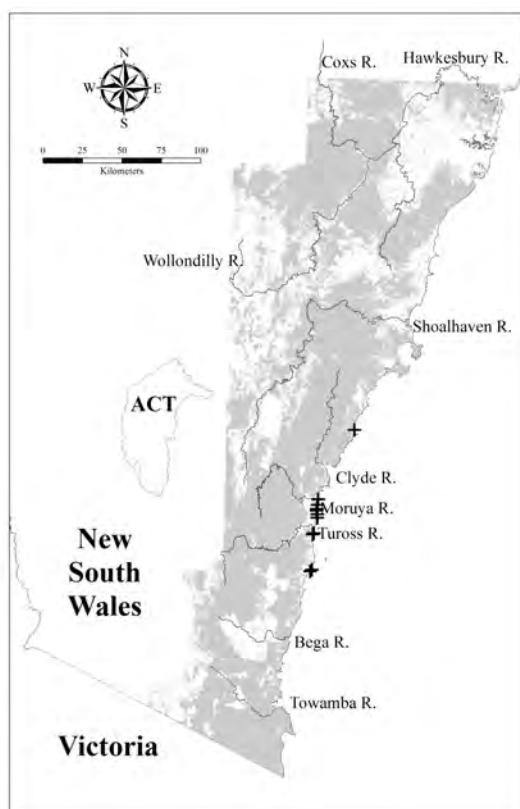 Coxs R.
Hawkesbury R.
N
W
E
S
0 25 50 75 100
Kilometers
Wollondilly R.
Shoalhaven R.
ACT
Clyde R.
Moruya R.
Tuross R.
New
South
Wales
Bega R.
Towamba R.
Victoria